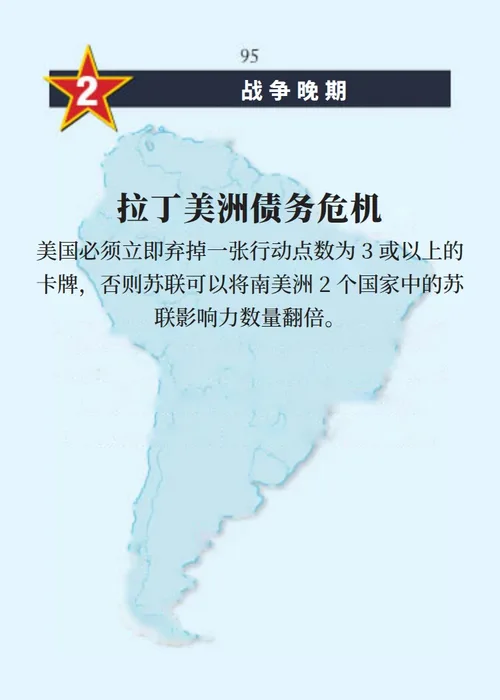 95
2
战争晚期
拉丁美洲债务危机
美国必须立即弃掉一张行动点数为 3 或以上的
卡牌，否则苏联可以将南美洲 2 个国家中的苏
联影响力数量翻倍。